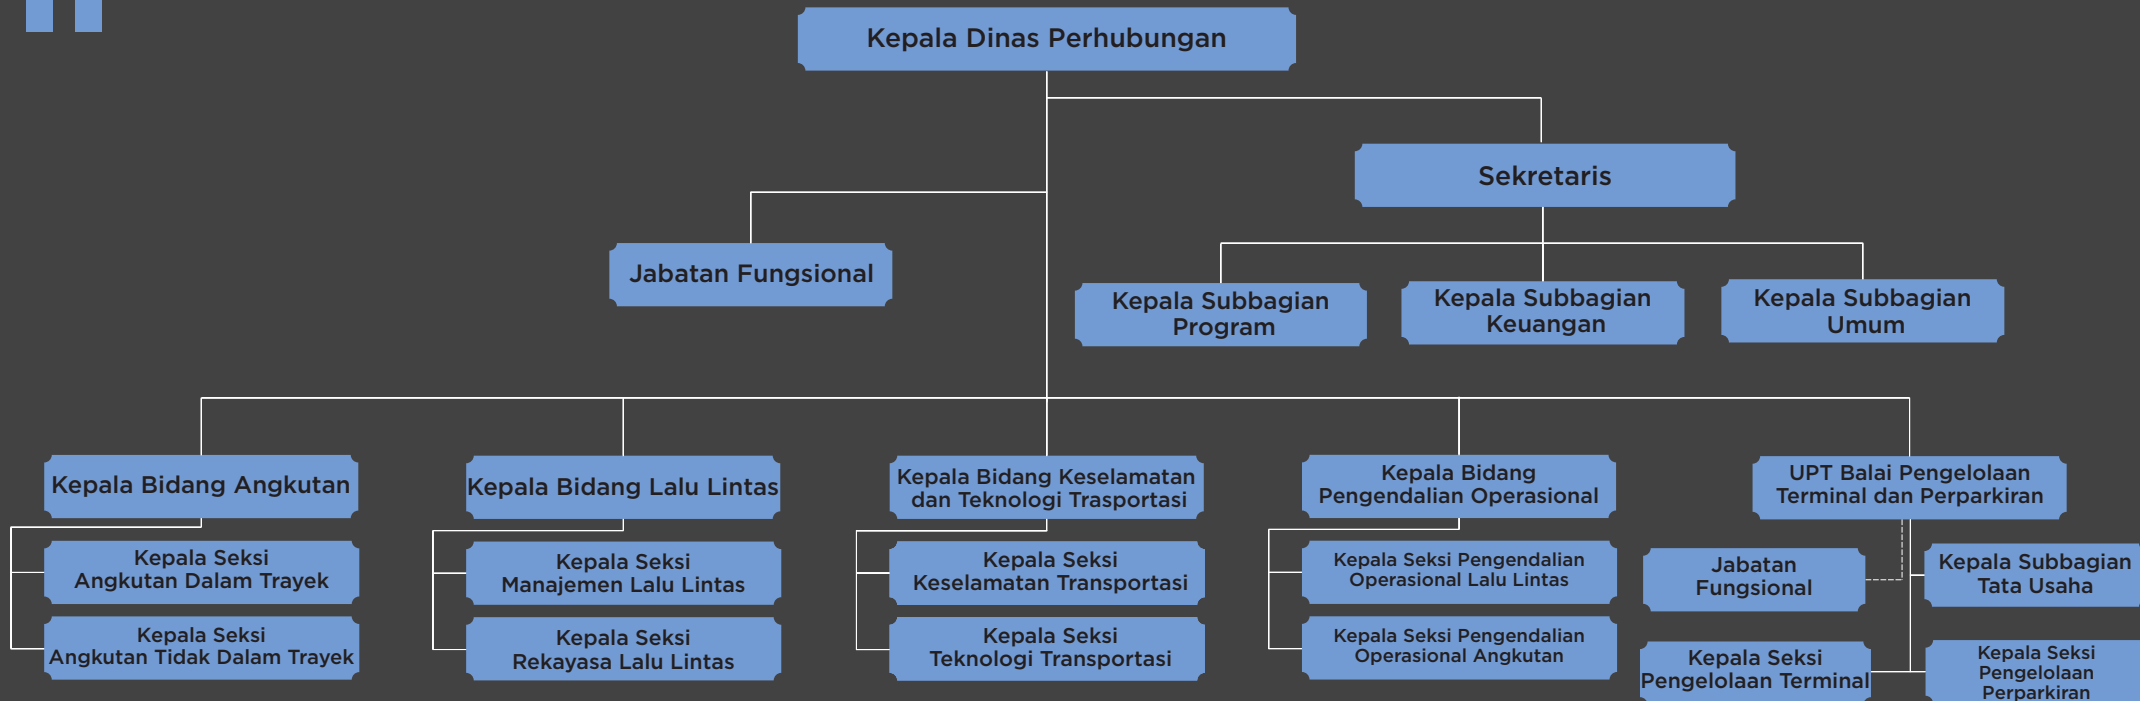 Kepala Dinas Perhubungan
Sekretaris
Jabatan Fungsional
Kepala Subbagian
Program
Kepala Subbagian
Keuangan
Kepala Subbagian
Umum
Kepala Bidang Angkutan
Kepala Seksi
Angkutan Dalam Trayek
Kepala Seksi
Angkutan Tidak Dalam Trayek
Kepala Bidang Lalu Lintas
Kepala Seksi
Manajemen Lalu Lintas
Kepala Seksi
Rekayasa Lalu Lintas
Kepala Bidang Keselamatan
dan Teknologi Trasportasi
Kepala Seksi
Keselamatan Transportasi
Kepala Seksi
Teknologi Transportasi
Kepala Bidang
Pengendalian Operasional
Kepala Seksi Pengendalian
Operasional Lalu Lintas
Kepala Seksi Pengendalian
Operasional Angkutan
UPT Balai Pengelolaan
Terminal dan Perparkiran
Jabatan
Fungsional
Kepala Subbagian
Tata Usaha
Kepala Seksi
Pengelolaan Terminal
Kepala Seksi
Pengelolaan
Perparkiran